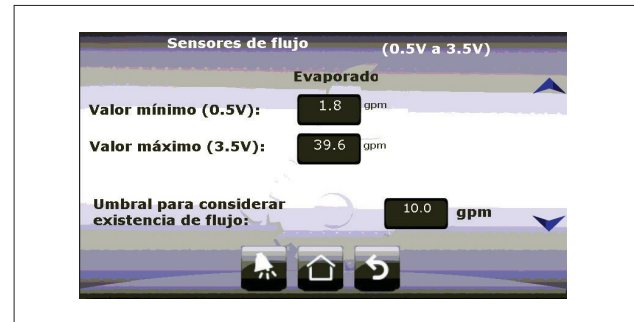 Sensores de flujo (0.5V a 3.5V)
Evaporado
Valor mínimo (0.5V): 1.8 gpm
Valor máximo (3.5V): 39.6 gpm
Umbral para considerar
existencia de flujo: 10.0 gpm